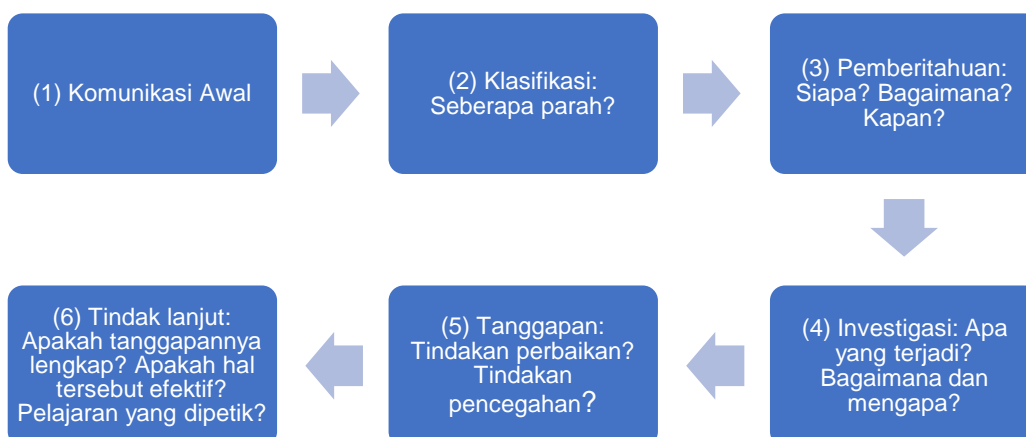 (1) Komunikasi Awal
(2) Klasifikasi:
Seberapa parah?
(3) Pemberitahuan:
Siapa? Bagaimana?
Kapan?
(4) Investigasi: Apa
yang terjadi?
Bagaimana dan
mengapa?
(5) Tanggapan:
Tindakan perbaikan?
Tindakan
pencegahan?
(6) Tindak lanjut:
Apakah tanggapannya
lengkap? Apakah hal
tersebut efektif?
Pelajaran yang dipetik?